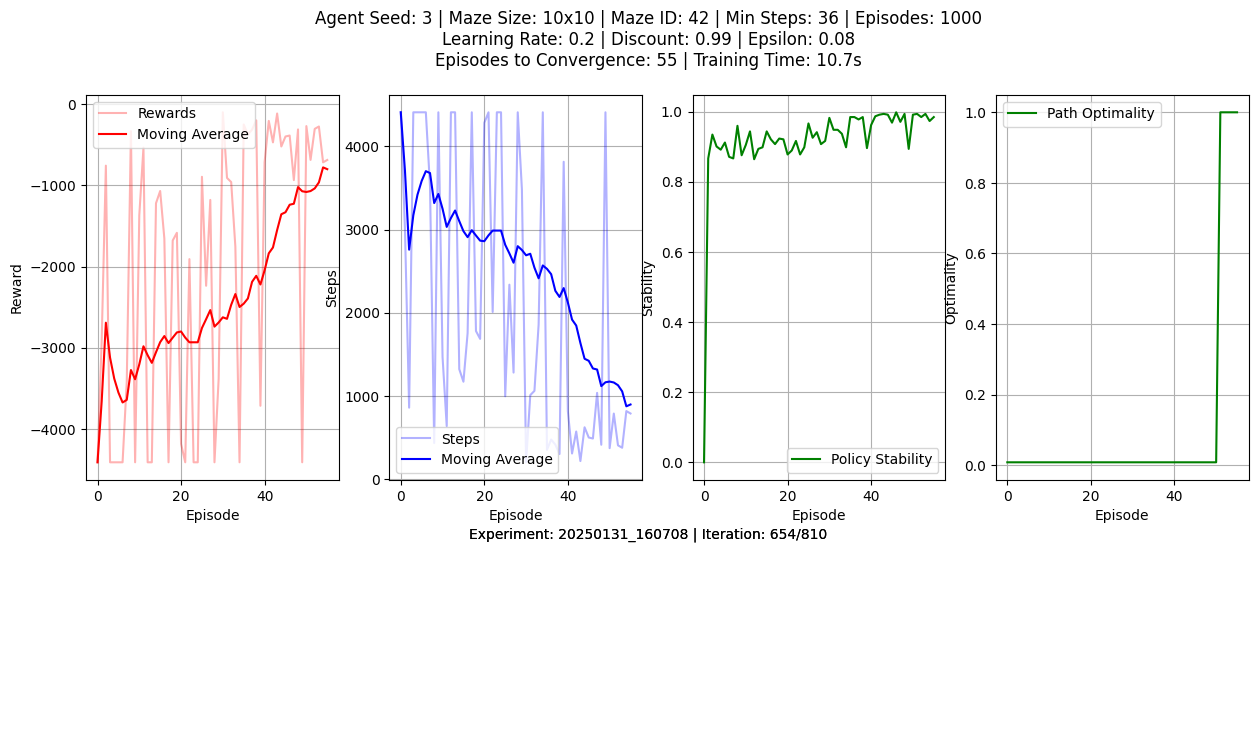 Agent Seed: 3 | Maze Size: 10x10 | Maze ID: 42 | Min Steps: 36 | Episodes: 1000
Learning Rate: 0.2 | Discount: 0.99 | Epsilon: 0.08
Episodes to Convergence: 55 | Training Time: 10.7s
Reward
0
−1000
−2000
−3000
−4000
Rewards
Moving Average
0
20
40
Episode
Steps
4000
3000
2000
1000
0
Steps
Moving Average
0
20
40
Episode
Stability
1.0
0.8
0.6
0.4
0.2
0.0
Policy Stability
0
20
40
Episode
Optimality
1.0
0.8
0.6
0.4
0.2
0.0
Path Optimality
0
20
40
Episode
Experiment: 20250131_160708 | Iteration: 654/810